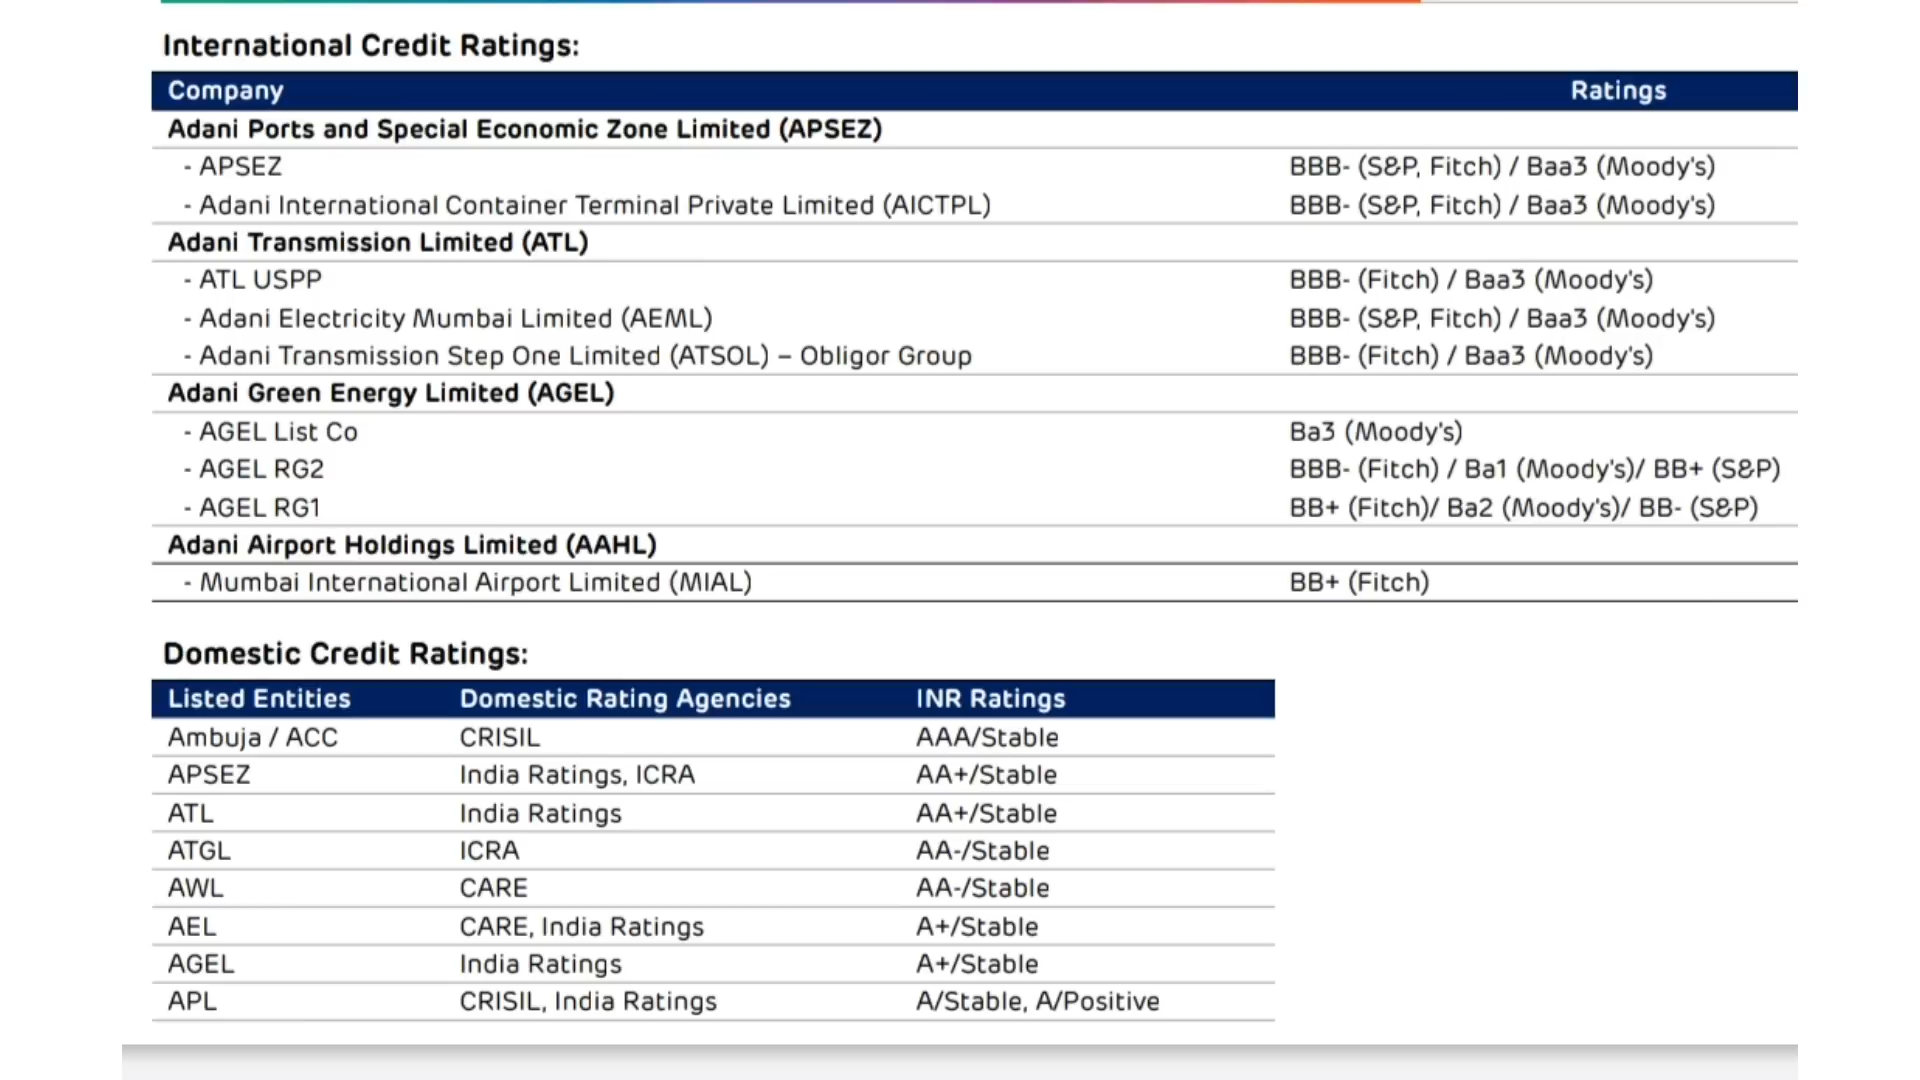 International Credit Ratings:
Company Ratings
Adani Ports and Special Economic Zone Limited (APSEZ)
- APSEZ BBB- (S&P, Fitch) / Baa3 (Moody's)
- Adani International Container Terminal Private Limited (AICTPL) BBB- (S&P, Fitch) / Baa3 (Moody's)
Adani Transmission Limited (ATL)
- ATL USPP BBB- (Fitch) / Baa3 (Moody's)
- Adani Electricity Mumbai Limited (AEML) BBB- (S&P, Fitch) / Baa3 (Moody's)
- Adani Transmission Step One Limited (ATSOL) – Obligor Group BBB- (Fitch) / Baa3 (Moody's)
Adani Green Energy Limited (AGEL)
- AGEL List Co Ba3 (Moody's)
- AGEL RG2 BBB- (Fitch) / Ba1 (Moody's)/ BB+ (S&P)
- AGEL RG1 BB+ (Fitch)/ Ba2 (Moody's)/ BB- (S&P)
Adani Airport Holdings Limited (AAHL)
- Mumbai International Airport Limited (MIAL) BB+ (Fitch)
Domestic Credit Ratings:
Listed Entities Domestic Rating Agencies INR Ratings
Ambuja / ACC CRISIL AAA/Stable
APSEZ India Ratings, ICRA AA+/Stable
ATL India Ratings AA+/Stable
ATGL ICRA AA-/Stable
AWL CARE AA-/Stable
AEL CARE, India Ratings A+/Stable
AGEL India Ratings A+/Stable
APL CRISIL, India Ratings A/Stable, A/Positive